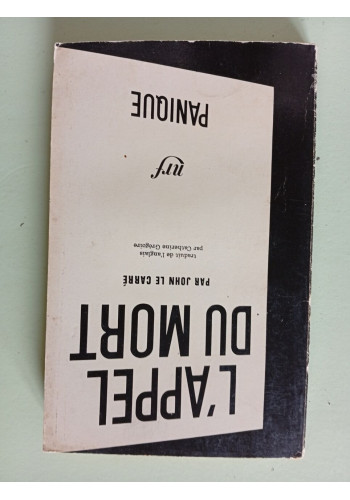 L'APPEL
DU MORT
PAR JOHN LE CARRÉ
traduit de l'anglais
par Catherine Grégoire
nrf
PANIQUE